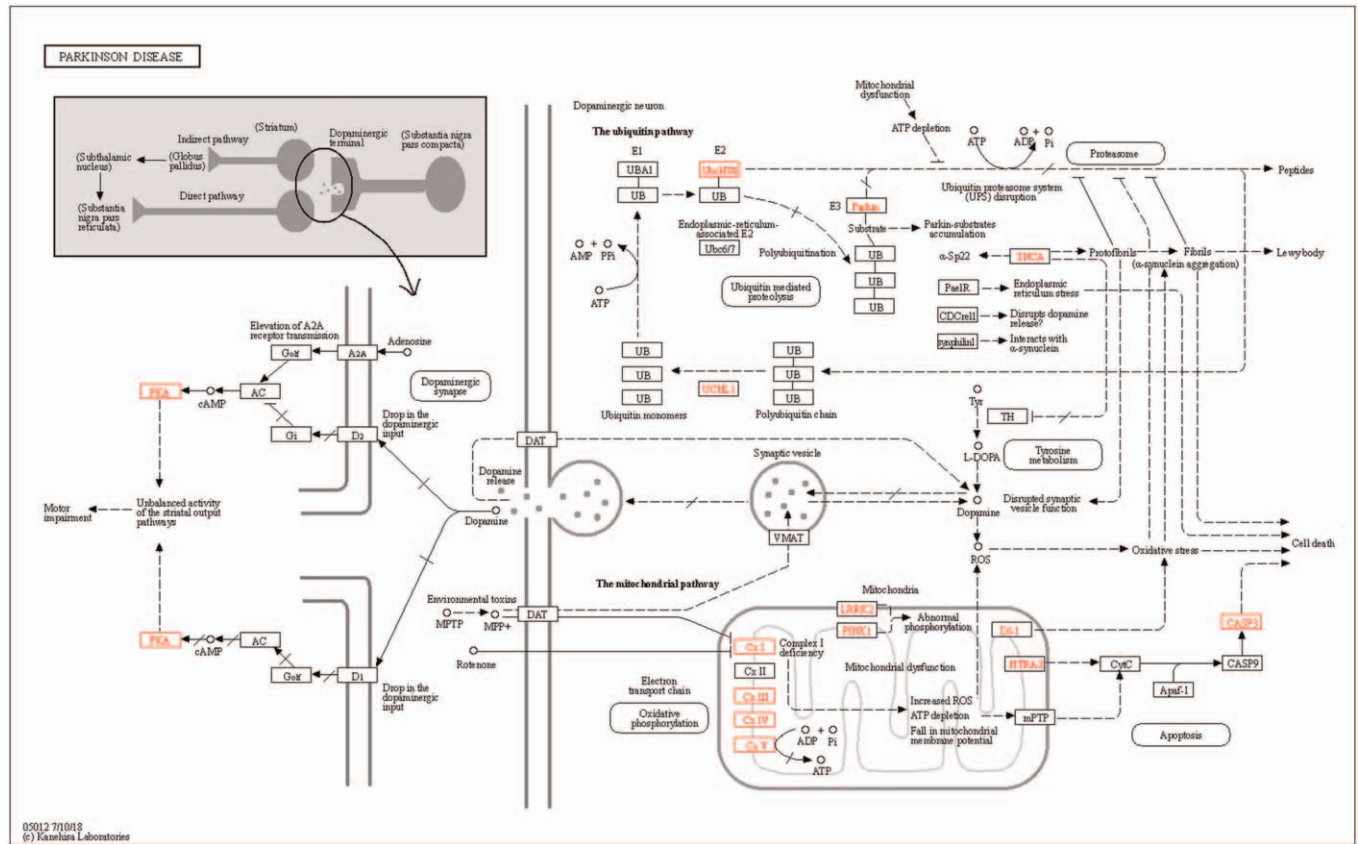 PARKINSON DISEASE
(Striatum)
Indirect pathway
Dopaminergic
terminal
(Substantia nigra
pars compacta)
(Subthalamic
nucleus)
(Globus
pallidus)
Direct pathway
(Substantia
nigra pars
reticulata)
Dopaminergic neuron
The ubiquitin pathway
Mitochondrial
dysfunction
ATP depletion
ATP
ADP + Pi
Proteasome
Peptides
Ubiquitin proteasome system
(UPS) disruption
E1
UBA1
UB
E2
UB
Endoplasmic-reticulum-
associated E2
Ubc6/7
E3
Parkin
Substrate
Parkin-substrates
accumulation
Polyubiquitination
UB
UB
UB
Ubiquitin mediated
proteolysis
AMP + PPi
ATP
α-Sp22
SNCA
Protofibrils
Fibrils
(α-synuclein aggregation)
Lewy body
PaelR
Endoplasmic
reticulum stress
CDCrel1
Disrupts dopamine
release?
synphilin1
Interacts with
α-synuclein
UB
UB
UB
Ubiquitin monomers
UCHL1
UB
UB
UB
Polyubiquitin chain
Elevation of A2A
receptor transmission
Golf
A2A
Adenosine
PKA
cAMP
AC
Gi
D2
Drop in the
dopaminergic
input
Dopaminergic
synapse
Motor
impairment
Unbalanced activity
of the striatal output
pathways
Dopamine
Dopamine
release
DAT
Synaptic vesicle
VMAT
Tyr
TH
L-DOPA
Tyrosine
metabolism
Dopamine
Disrupted synaptic
vesicle function
ROS
Oxidative stress
Cell death
PKA
cAMP
AC
Golf
D1
Drop in the
dopaminergic
input
The mitochondrial pathway
Environmental toxins
MPTP
MPP+
DAT
Rotenone
Mitochondria
LRRK2
PINK1
Abnormal
phosphorylation
DJ-1
HTRA2
Cx I
Complex I
deficiency
Cx II
Cx III
Cx IV
Cx V
Mitochondrial dysfunction
Electron
transport chain
Oxidative
phosphorylation
Increased ROS
ATP depletion
Fall in mitochondrial
membrane potential
ADP + Pi
ATP
mPTP
CytC
Apaf-1
CASP9
CASP3
Apoptosis
05012 7/10/18
(c) Kanehisa Laboratories